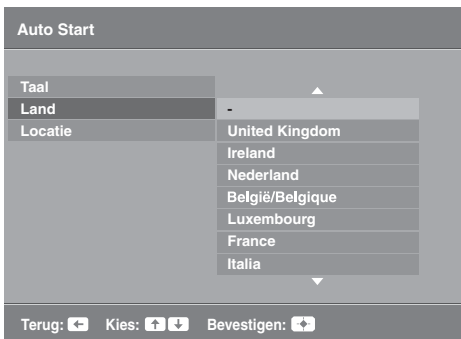 Auto Start
Taal
Land
-
Locatie
United Kingdom
Ireland
Nederland
België/Belgique
Luxembourg
France
Italia
Terug: Kies: Bevestigen: